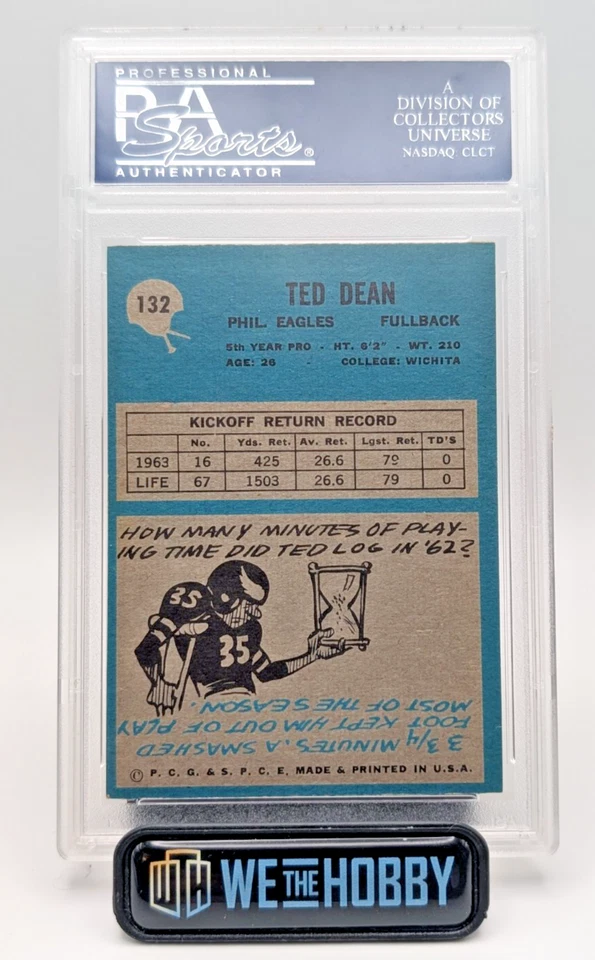 PROFESSIONAL
PSA
Sports®
AUTHENTICATOR
A
DIVISION OF
COLLECTORS
UNIVERSE
NASDAQ: CLCT
132
TED DEAN
PHIL. EAGLES FULLBACK
5th YEAR PRO - HT. 6'2" - WT. 210
AGE: 26 - COLLEGE: WICHITA
KICKOFF RETURN RECORD
No. Yds. Ret. Av. Ret. Lgst. Ret. TD'S
1963 16 425 26.6 79 0
LIFE 67 1503 26.6 79 0
HOW MANY MINUTES OF PLAY-
ING TIME DID TED LOG IN '62?
35
35
3 3/4 MINUTES. A SMASHED
FOOT KEPT HIM OUT OF PLAY
MOST OF THE SEASON.
© P. C. G. & S. P. C. E. MADE & PRINTED IN U.S.A.
WTH WE THE HOBBY